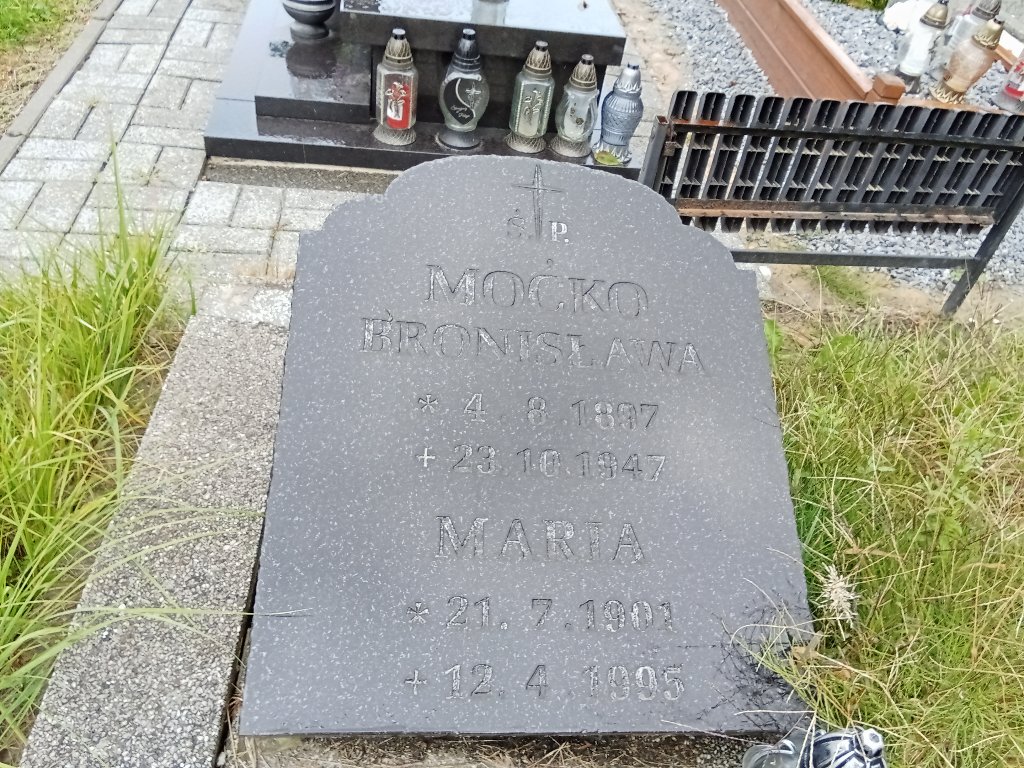 Ś. P.
MOĆKO
BRONISŁAWA
* 4. 8. 1897
+ 23. 10. 1947
MARIA
* 21. 7. 1901
+ 12. 4. 1995